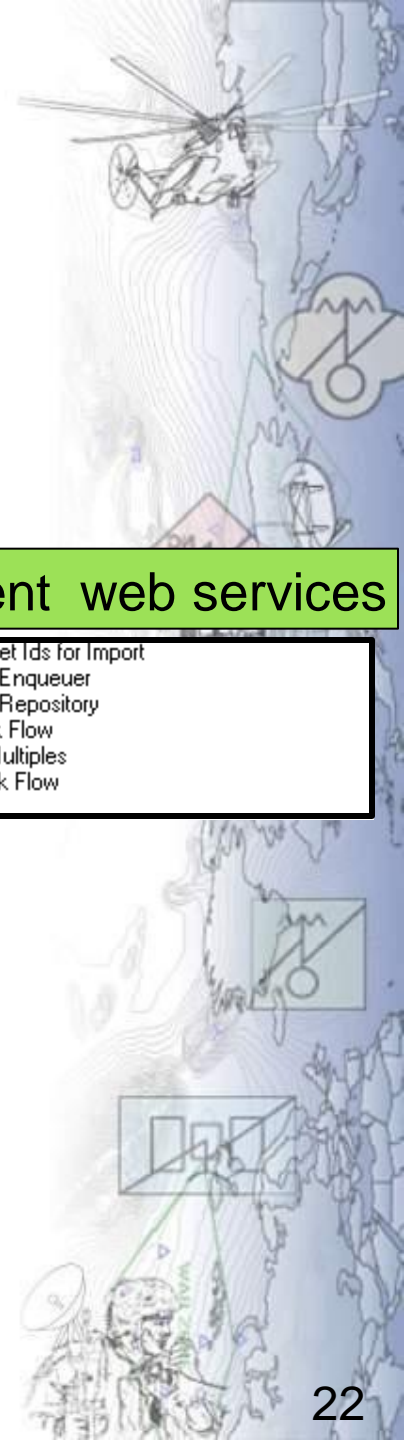 ent web services
et Ids for Import
Enqueuer
Repository
Flow
ultiples
k Flow
22